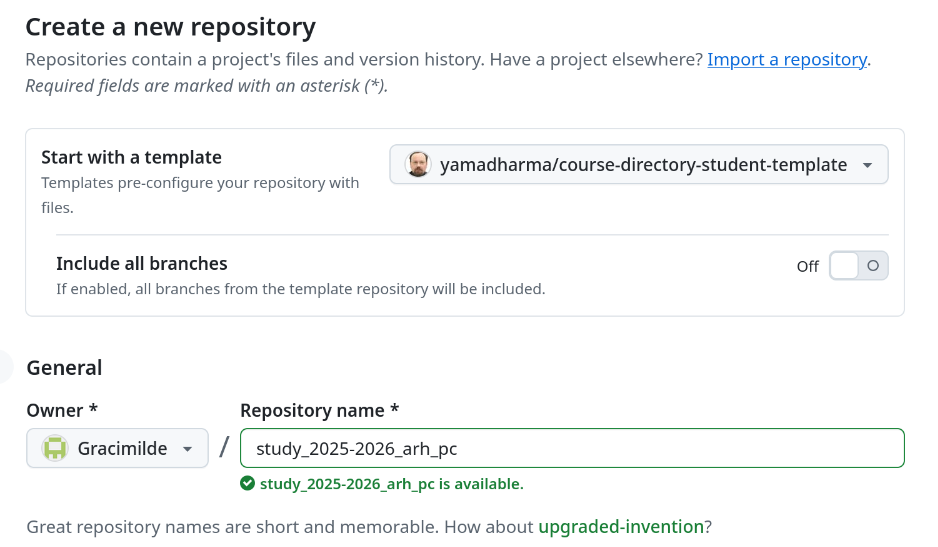 Create a new repository
Repositories contain a project's files and version history. Have a project elsewhere? Import a repository.
Required fields are marked with an asterisk (*).
Start with a template
yamadharma/course-directory-student-template
Templates pre-configure your repository with
files.
Include all branches
Off
If enabled, all branches from the template repository will be included.
General
Owner *
Repository name *
Gracimilde
/
study_2025-2026_arh_pc
study_2025-2026_arh_pc is available.
Great repository names are short and memorable. How about upgraded-invention?